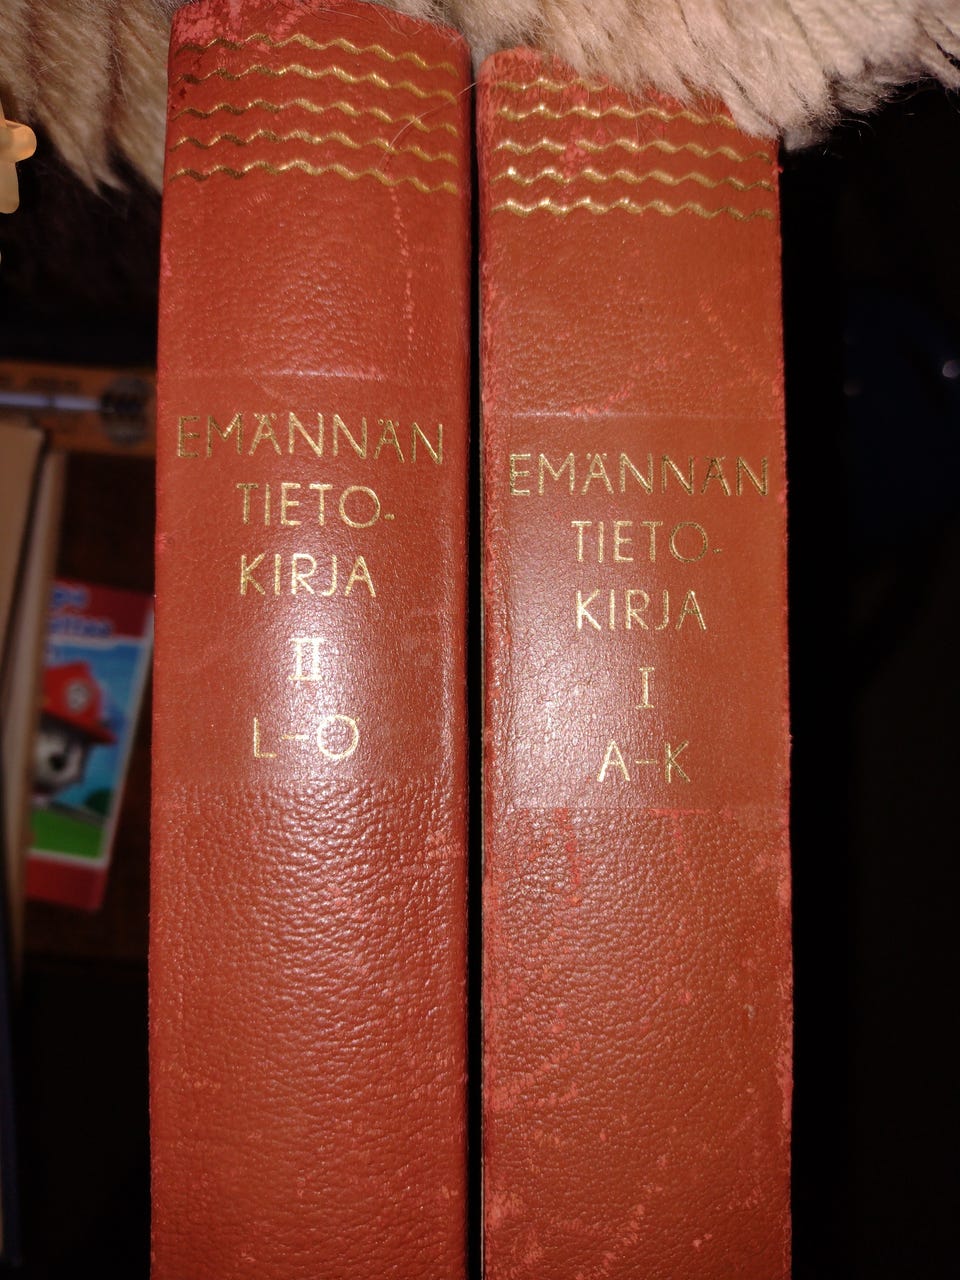 EMÄNNÄN
TIETO-
KIRJA
II
L-O
EMÄNNÄN
TIETO-
KIRJA
I
A-K